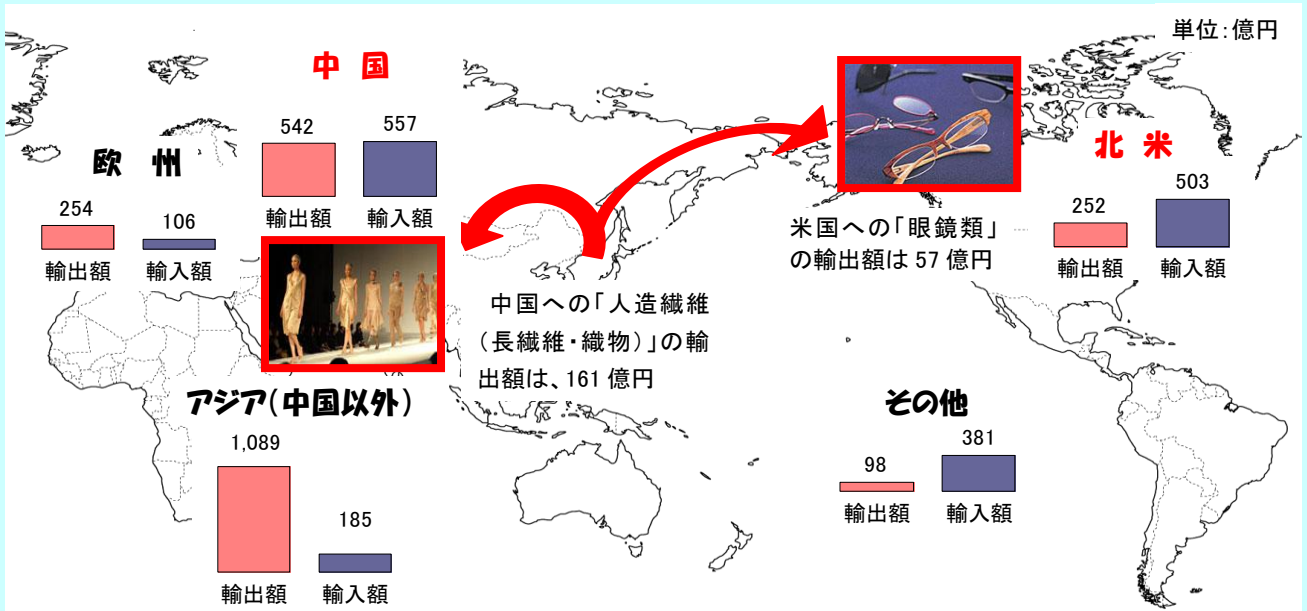 単位：億円
中国
542
557
輸出額
輸入額
欧州
254
106
輸出額
輸入額
北米
252
503
輸出額
輸入額
米国への「眼鏡類」
の輸出額は 57 億円
中国への「人造繊維
（長繊維・織物）」の輸
出額は、161 億円
アジア（中国以外）
1,089
185
輸出額
輸入額
その他
98
381
輸出額
輸入額